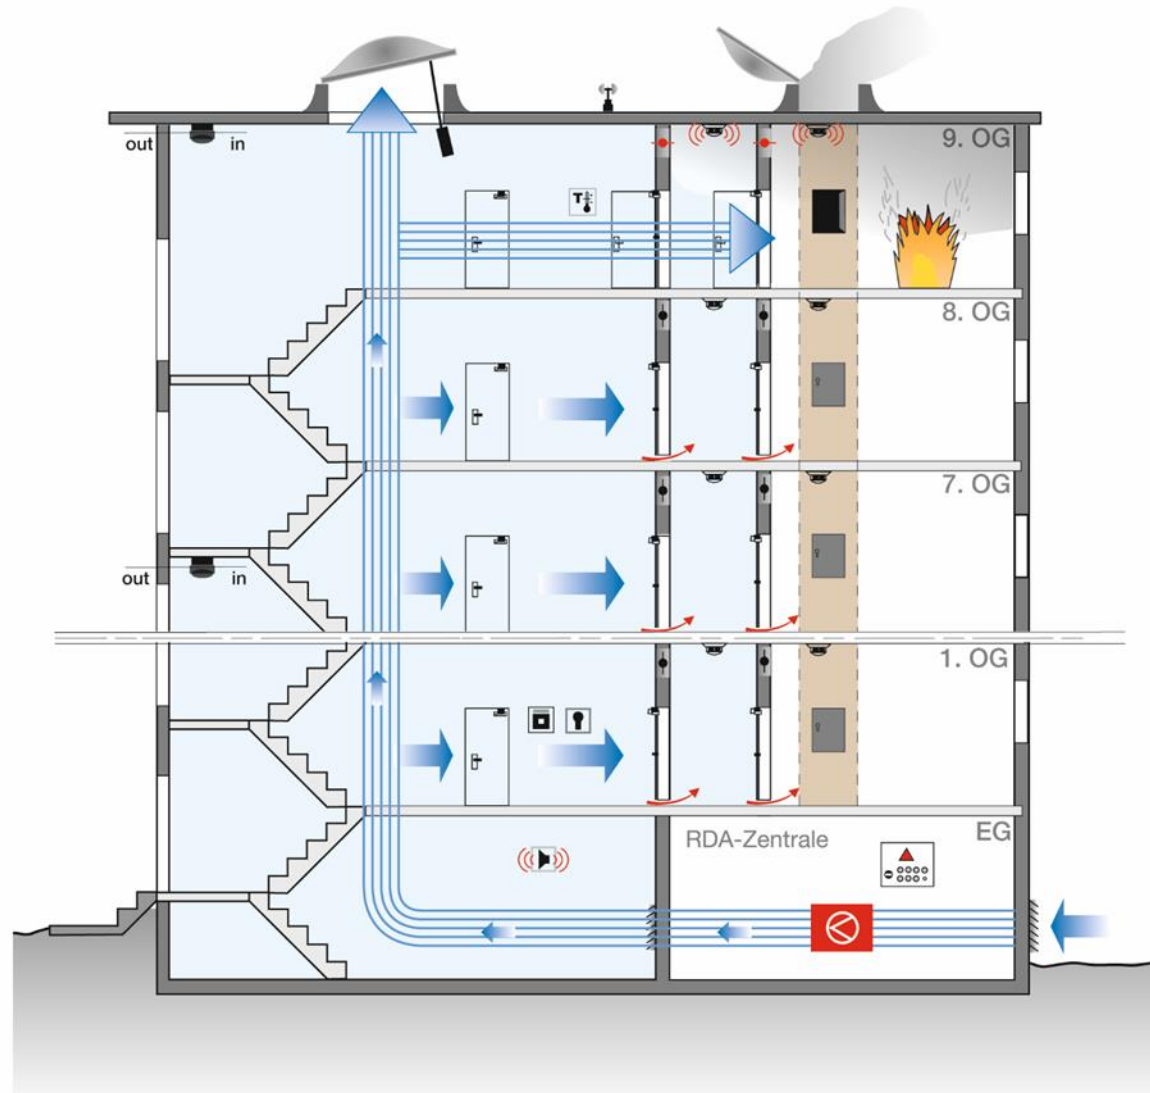 out
in
9. OG
T
8. OG
7. OG
out
in
1. OG
EG
RDA-Zentrale